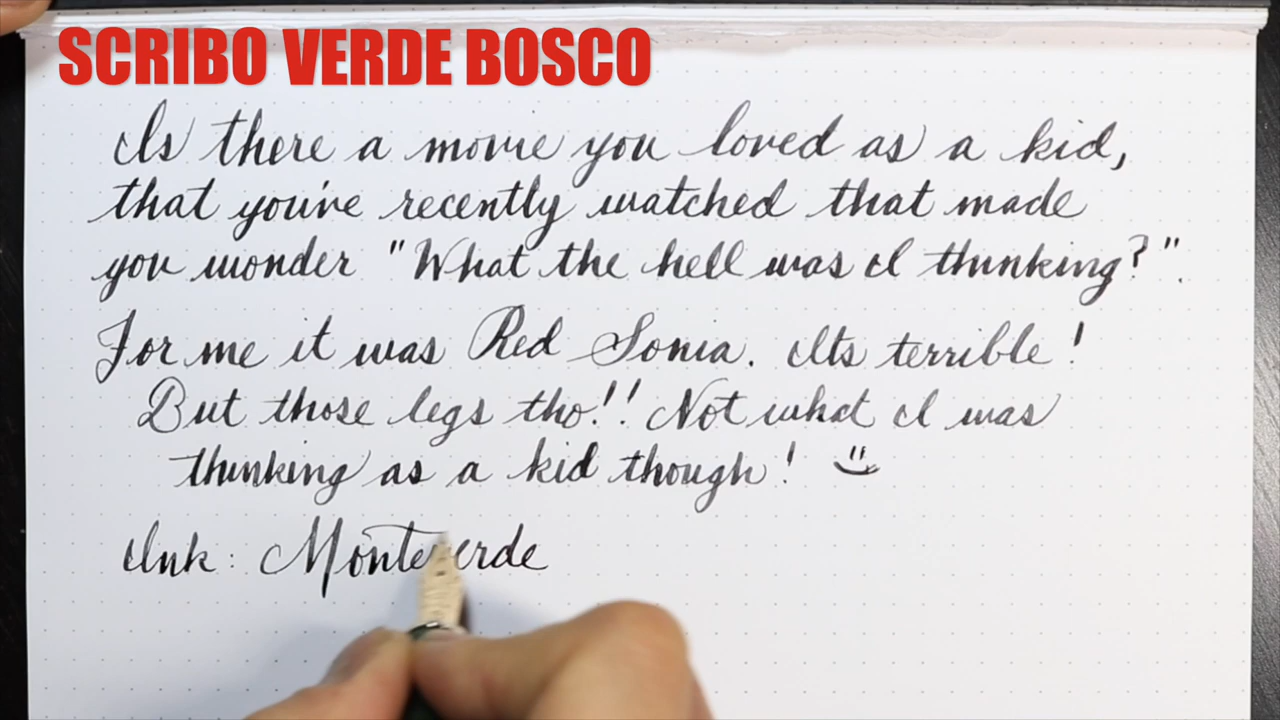 SCRIBO VERDE BOSCO
Is there a movie you loved as a kid,
that you've recently watched that made
you wonder "What the hell was I thinking?".
For me it was Red Sonia. Its terrible!
But those legs tho!! Not what I was
thinking as a kid though!
Ink: Monteverde